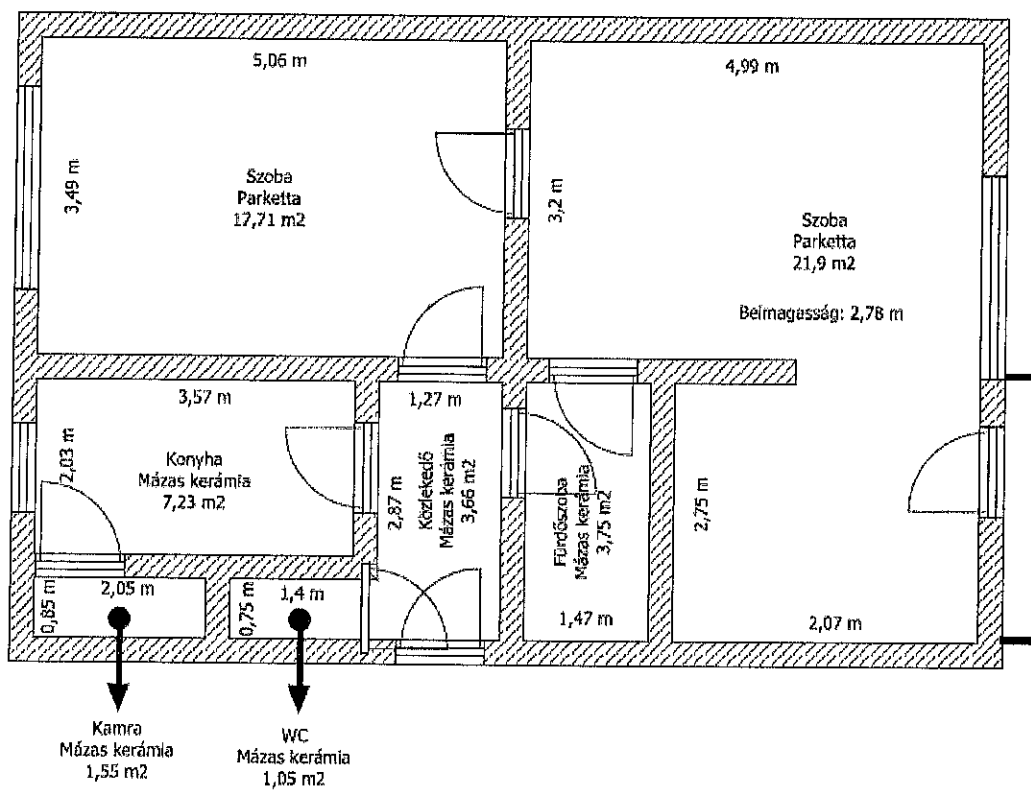 5,06 m
4,99 m
3,49 m
Szoba
Parketta
17,71 m2
3,2 m
Szoba
Parketta
21,9 m2
Belmagasság: 2,78 m
3,57 m
2,03 m
Konyha
Mázas kerámia
7,23 m2
1,27 m
2,87 m
Közlekedő
Mázas kerámia
3,66 m2
Fürdőszoba
Mázas kerámia
3,75 m2
1,47 m
2,75 m
2,07 m
0,85 m
2,05 m
0,75 m
1,4 m
Kamra
Mázas kerámia
1,55 m2
WC
Mázas kerámia
1,05 m2